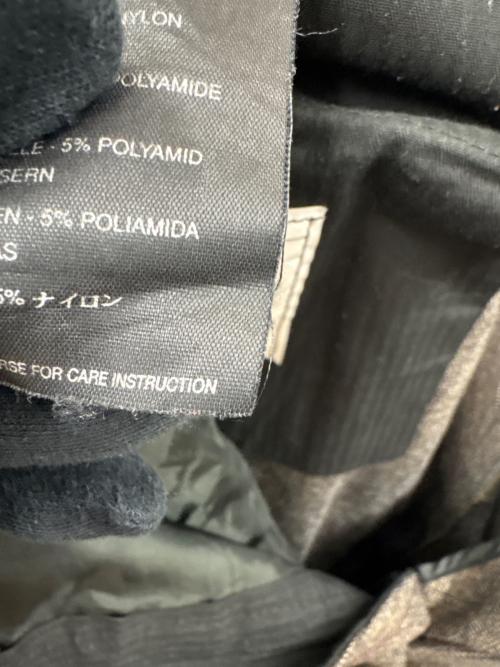 NYLON
POLYAMIDE
- 5% POLYAMID
SERN
EN - 5% POLIAMIDA
AS
5% ナイロン
RSE FOR CARE INSTRUCTION